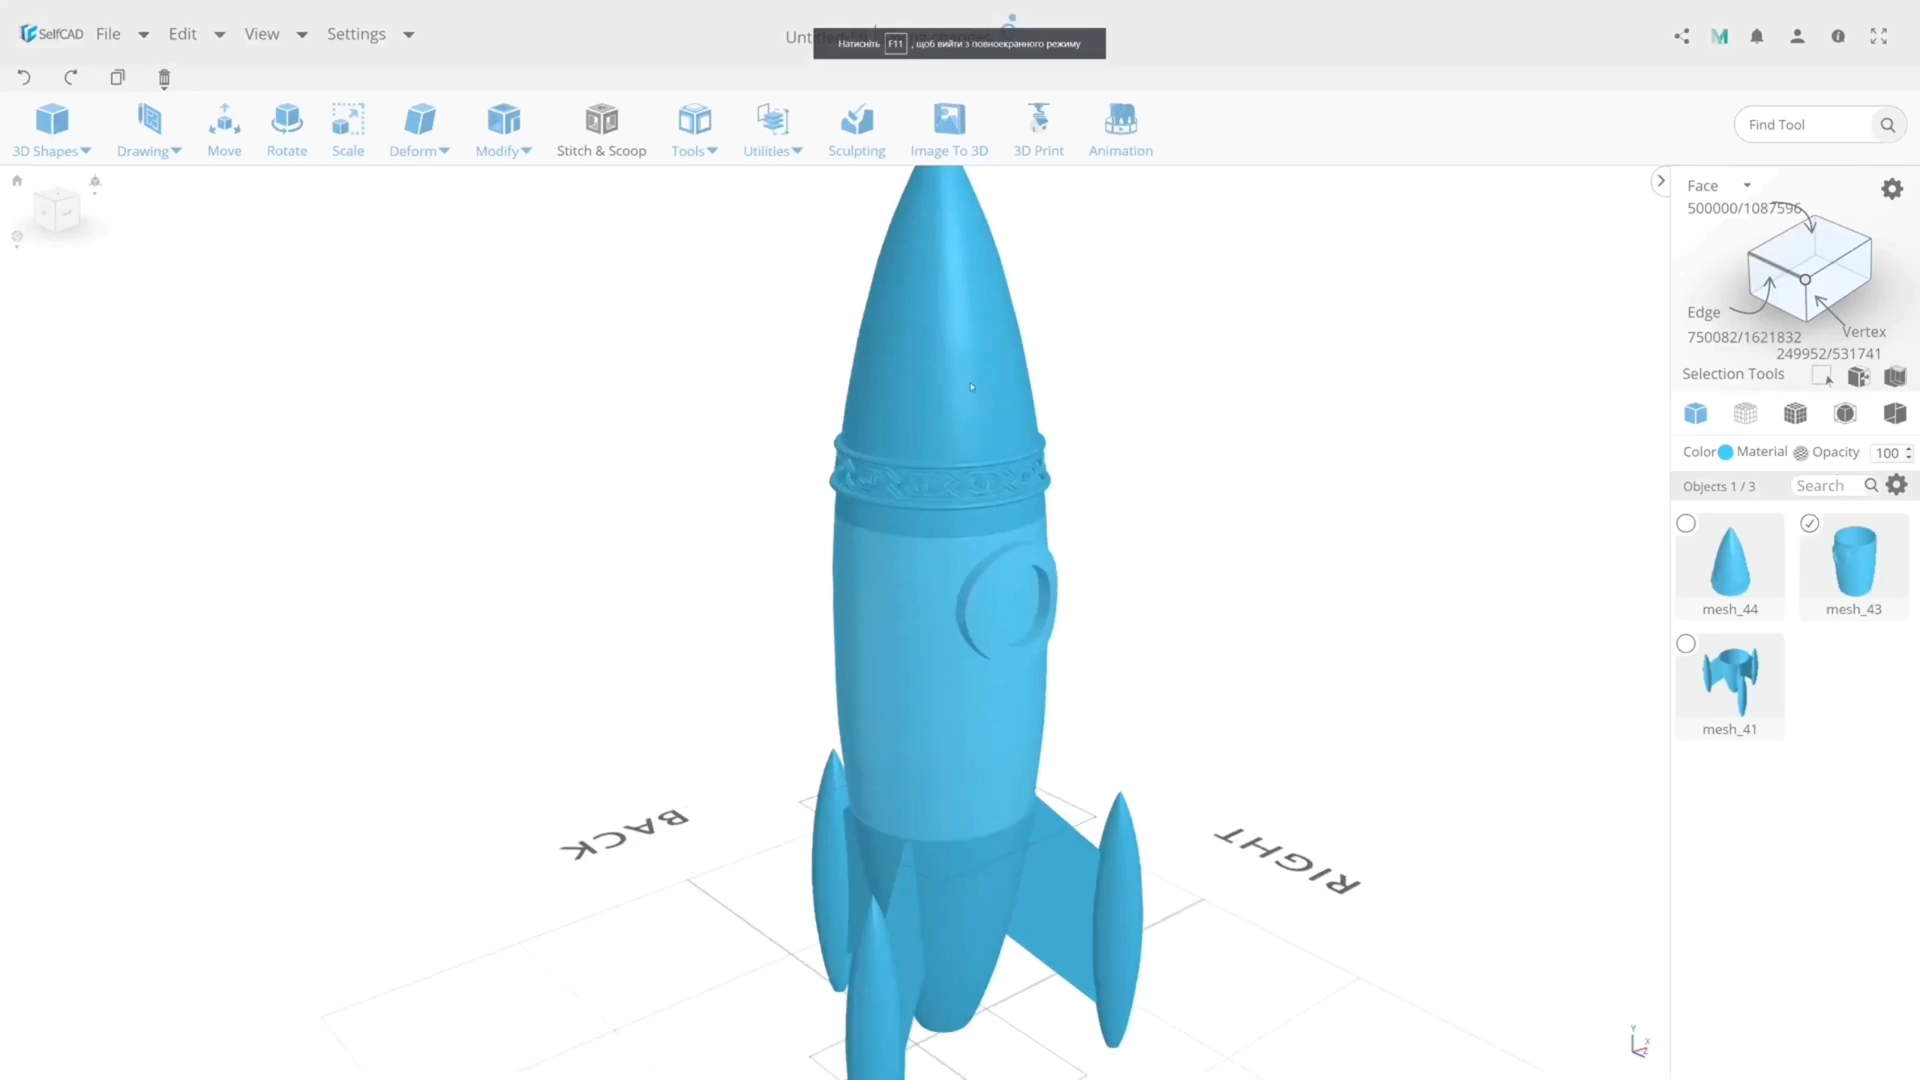 SelfCAD File Edit View Settings
Натисніть F11 , щоб вийти з повноекранного режиму
3D Shapes Drawing Move Rotate Scale Deform Modify Stitch & Scoop Tools Utilities Sculpting Image To 3D 3D Print Animation
Find Tool
Face
500000/1087596
Edge
750082/1621832
Vertex
249952/531741
Selection Tools
Color Material Opacity 100
Objects 1 / 3 Search
mesh_44 mesh_43
mesh_41
BACK
RIGHT
Y
X
Z